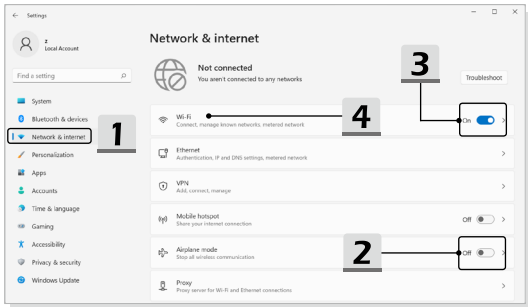 Settings
z
Local Account
Find a setting
System
Bluetooth & devices
Network & internet
Personalization
Apps
Accounts
Time & language
Gaming
Accessibility
Privacy & security
Windows Update
1
Network & internet
Not connected
You aren't connected to any networks
Troubleshoot
3
Wi-Fi
Connect, manage known networks, metered network
4
On
Ethernet
Authentication, IP and DNS settings, metered network
VPN
Add, connect, manage
Mobile hotspot
Share your internet connection
Off
2
Airplane mode
Stop all wireless communication
Off
Proxy
Proxy server for Wi-Fi and Ethernet connections